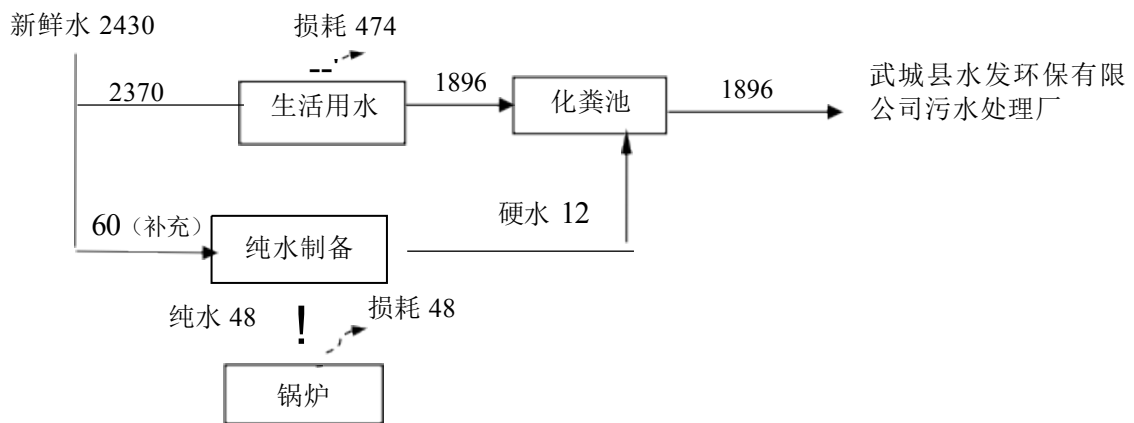 新鲜水 2430
损耗 474
2370
生活用水
1896
化粪池
1896
武城县水发环保有限
公司污水处理厂
60（补充）
纯水制备
硬水 12
纯水 48
损耗 48
锅炉